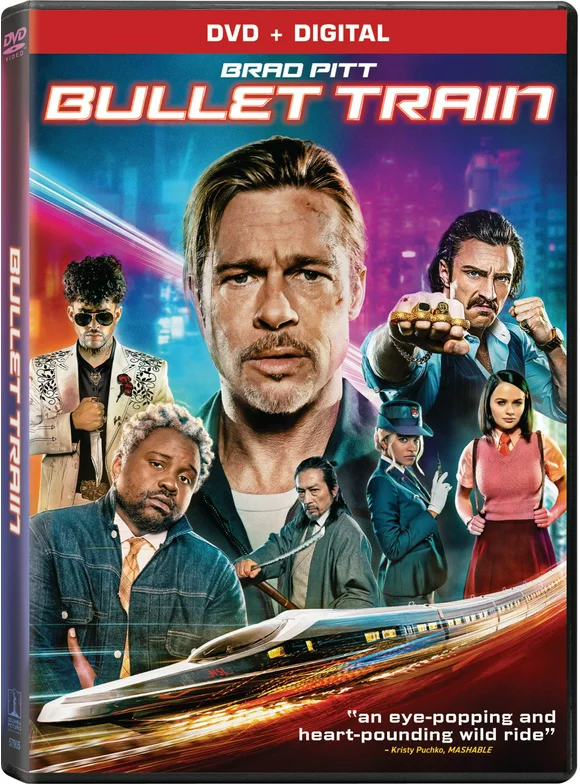 DVD + DIGITAL
DVD
VIDEO
BRAD PITT
BULLET TRAIN
BULLET TRAIN
"an eye-popping and
heart-pounding wild ride"
– Kristy Puchko, MASHABLE